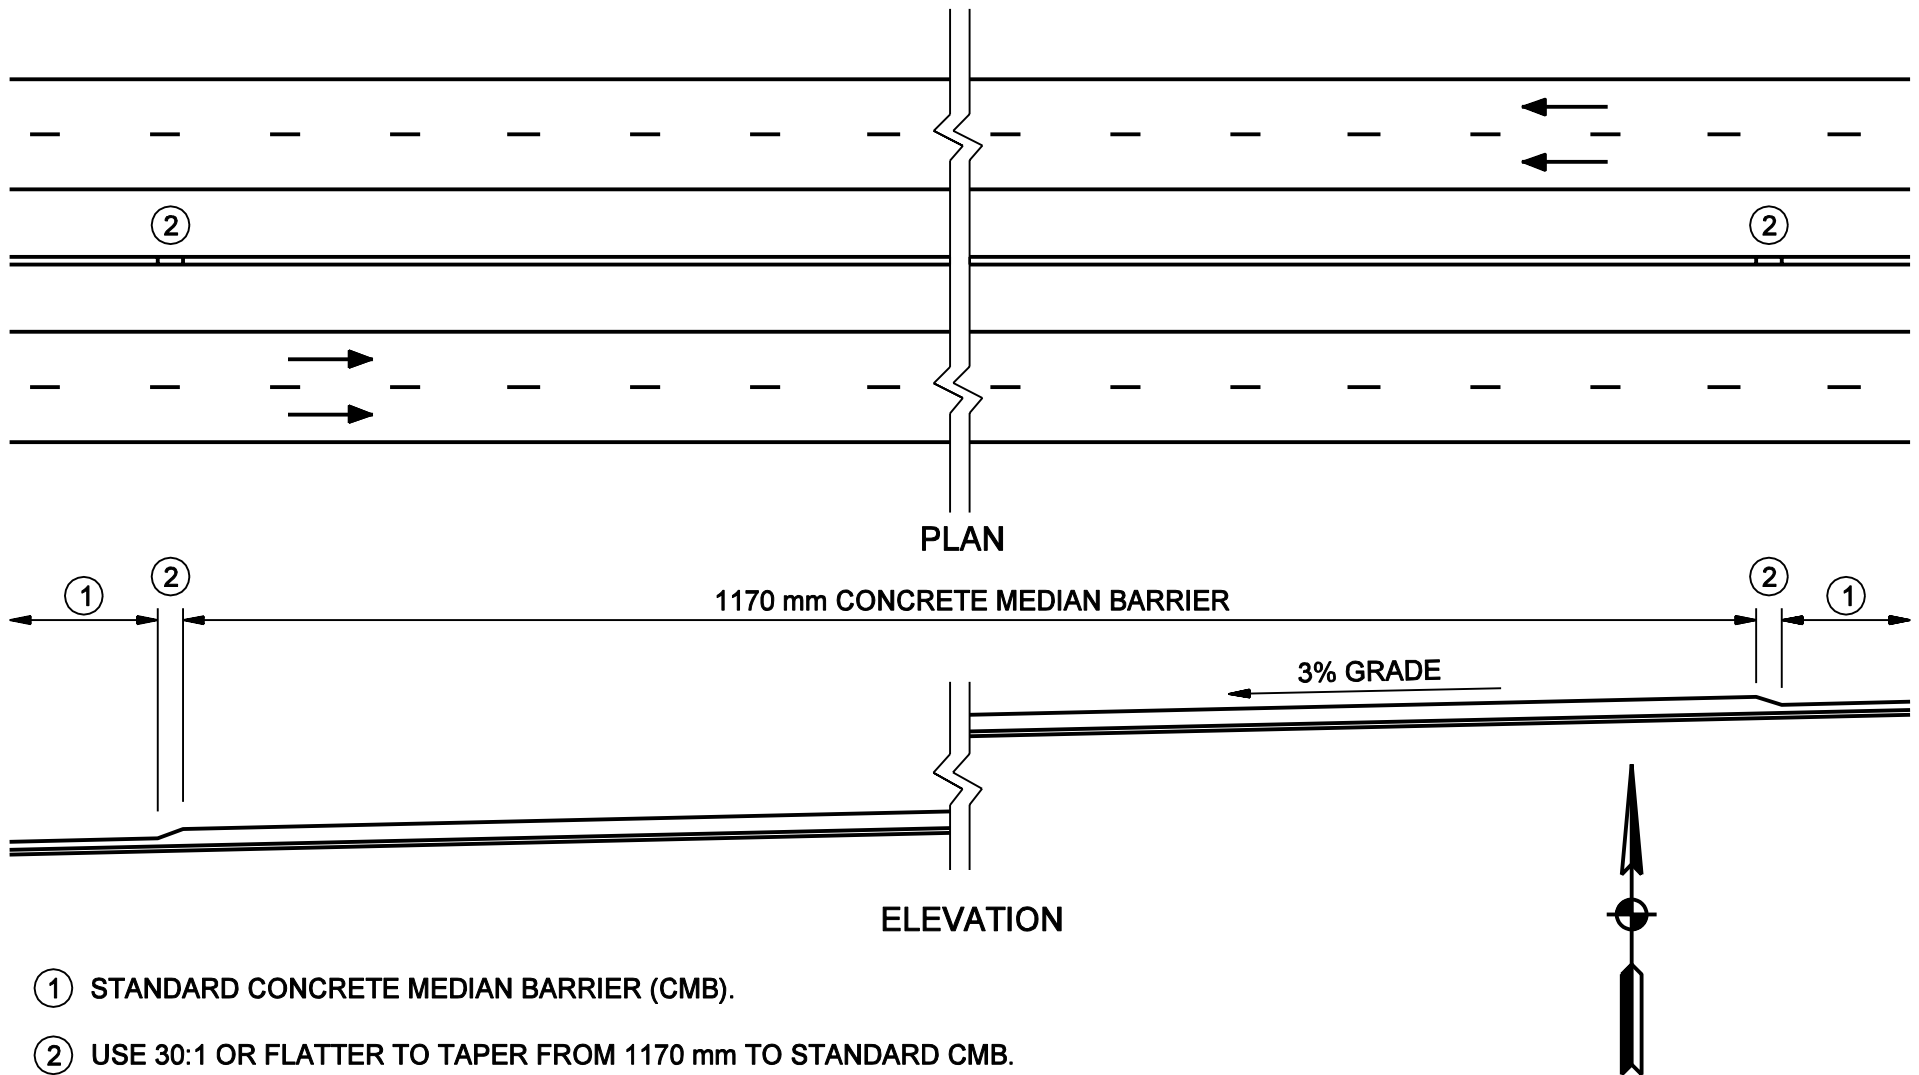 2
2
PLAN
1
2
1170 mm CONCRETE MEDIAN BARRIER
2
1
3% GRADE
ELEVATION
1 STANDARD CONCRETE MEDIAN BARRIER (CMB).
2 USE 30:1 OR FLATTER TO TAPER FROM 1170 mm TO STANDARD CMB.